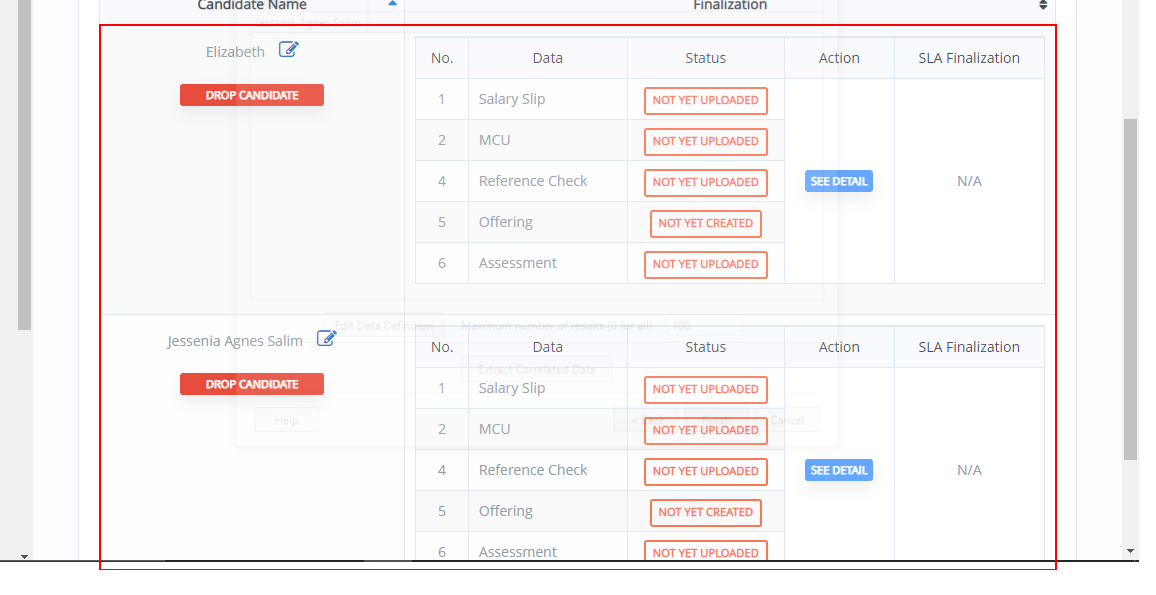 Candidate Name Finalization
Jessenia Agnes Salim
Elizabeth
DROP CANDIDATE
No. Data Status Action SLA Finalization
1 Salary Slip NOT YET UPLOADED
2 MCU NOT YET UPLOADED
4 Reference Check NOT YET UPLOADED SEE DETAIL N/A
5 Offering NOT YET CREATED
6 Assessment NOT YET UPLOADED
Edit Data Definition Maximum number of results (0 for all) 100
Jessenia Agnes Salim
DROP CANDIDATE
No. Data Status Action SLA Finalization
Extract Correlated Data
1 Salary Slip NOT YET UPLOADED
Help Cancel
2 MCU NOT YET UPLOADED
4 Reference Check NOT YET UPLOADED SEE DETAIL N/A
5 Offering NOT YET CREATED
6 Assessment NOT YET UPLOADED